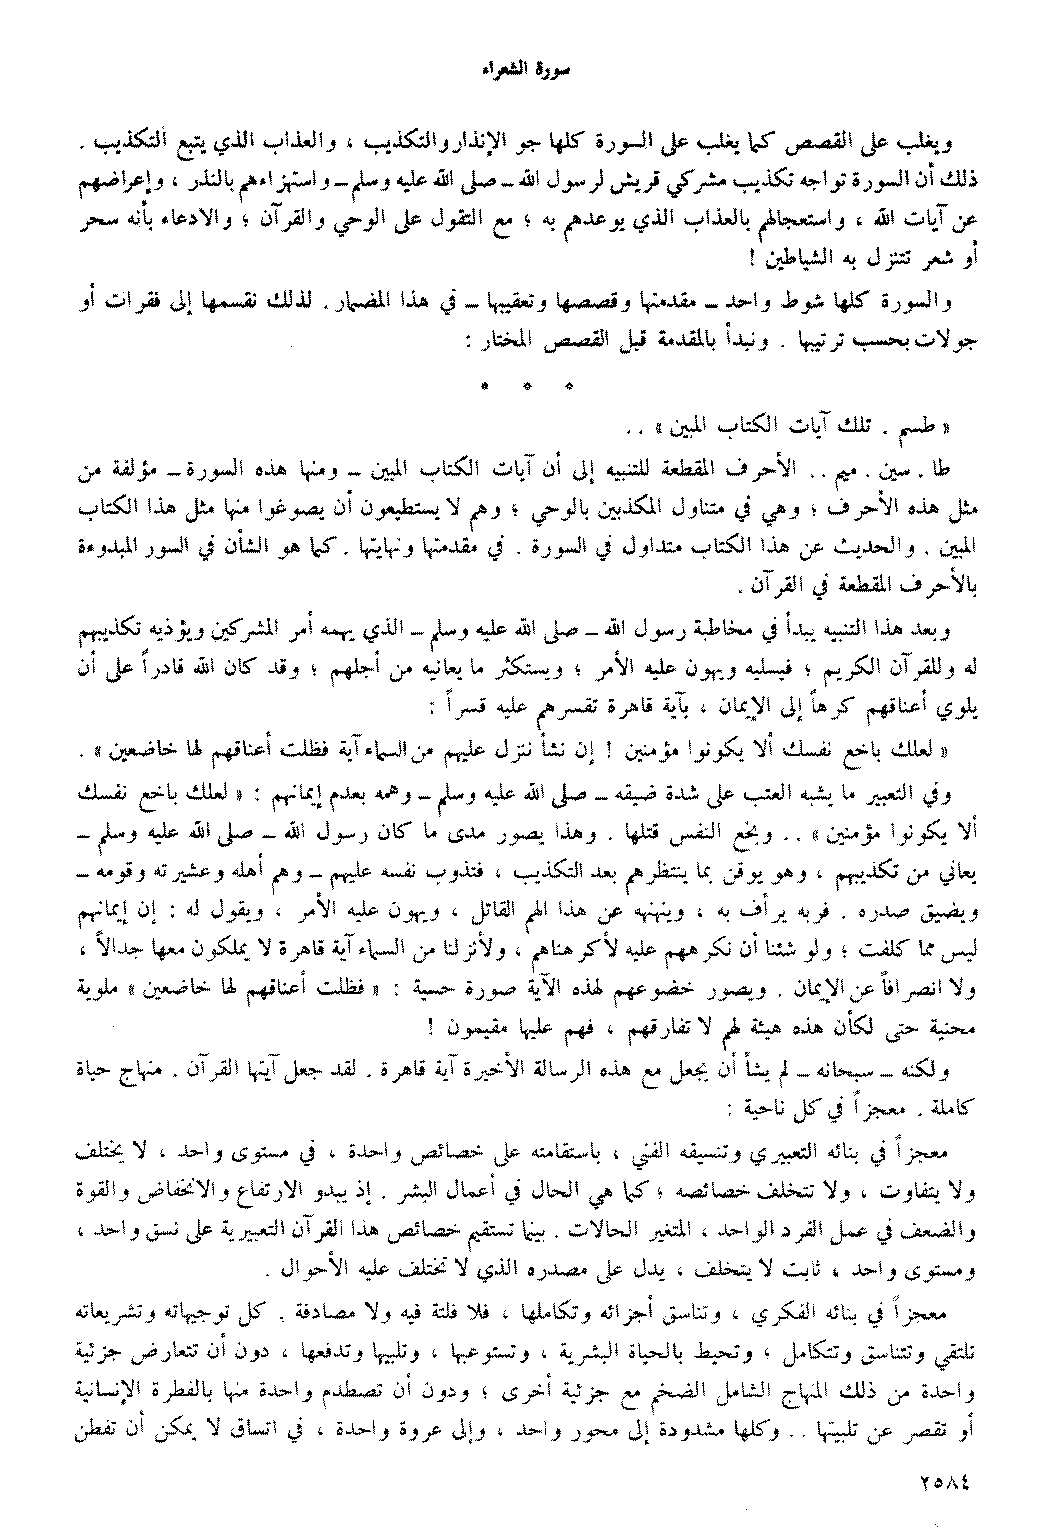 سورة الشعراء
ويغلب على القصص كما يغلب على السورة كلها جو الإنذار والتكذيب ، والعذاب الذي يتبع التكذيب .
ذلك أن السورة تواجه تكذيب مشركي قريش لرسول الله – صلى الله عليه وسلم – واستهزاءهم بالنذر ، وإعراضهم
عن آيات الله ، واستعجالهم بالعذاب الذي يوعدهم به ؛ مع التقول على الوحي والقرآن ؛ والادعاء بأنه سحر
أو شعر تتنزل به الشياطين !
والسورة كلها شوط واحد – مقدمتها وقصصها وتعقيبها – في هذا المضمار . لذلك نقسمها إلى فقرات أو
جولات بحسب ترتيبها . ونبدأ بالمقدمة قبل القصص المختار :
* * *
« طسم . تلك آيات الكتاب المبين » ..
طا . سين . ميم .. الأحرف المقطعة للتنبيه إلى أن آيات الكتاب المبين – ومنها هذه السورة – مؤلفة من
مثل هذه الأحرف ؛ وهي في متناول المكذبين بالوحي ؛ وهم لا يستطيعون أن يصوغوا منها مثل هذا الكتاب
المبين . والحديث عن هذا الكتاب متداول في السورة . في مقدمتها ونهايتها . كما هو الشأن في السور المبدوءة
بالأحرف المقطعة في القرآن .
وبعد هذا التنبيه يبدأ في مخاطبة رسول الله – صلى الله عليه وسلم – الذي يهمه أمر المشركين ويؤذيه تكذيبهم
له وللقرآن الكريم ؛ فيسليه ويهون عليه الأمر ؛ ويستكثر ما يعانيه من أجلهم ؛ وقد كان الله قادراً على أن
يلوي أعناقهم كرهاً إلى الإيمان ، بآية قاهرة تقسرهم عليه قسراً :
« لعلك باخع نفسك ألا يكونوا مؤمنين ! إن نشأ ننزل عليهم من السماء آية فظلت أعناقهم لها خاضعين » .
وفي التعبير ما يشبه العتب على شدة ضيقه – صلى الله عليه وسلم – وهمه بعدم إيمانهم : « لعلك باخع نفسك
ألا يكونوا مؤمنين » .. وبخع النفس قتلها . وهذا يصور مدى ما كان رسول الله – صلى الله عليه وسلم –
يعاني من تكذيبهم ، وهو يوقن بما ينتظرهم بعد التكذيب ، فتذوب نفسه عليهم – وهم أهله وعشيرته وقومه –
ويضيق صدره . فربه يرأف به ، وينهنه عن هذا الهم القاتل ، ويهون عليه الأمر ، ويقول له : إن إيمانهم
ليس مما كلفت ؛ ولو شئنا أن نكرههم عليه لأكرهناهم ، ولأنزلنا من السماء آية قاهرة لا يملكون معها جدالاً ،
ولا انصرافاً عن الإيمان . ويصور خضوعهم لهذه الآية صورة حسية : « فظلت أعناقهم لها خاضعين » ملوية
محنية حتى لكأن هذه هيئة لهم لا تفارقهم ، فهم عليها مقيمون !
ولكنه – سبحانه – لم يشأ أن يجعل مع هذه الرسالة الأخيرة آية قاهرة . لقد جعل آيتها القرآن . منهاج حياة
كاملة . معجزاً في كل ناحية :
معجزاً في بنائه التعبيري وتنسيقه الفني ، باستقامته على خصائص واحدة ، في مستوى واحد ، لا يختلف
ولا يتفاوت ، ولا تتخلف خصائصه ؛ كما هي الحال في أعمال البشر . إذ يبدو الارتفاع والانخفاض والقوة
والضعف في عمل الفرد الواحد ، المتغير الحالات . بينما تستقيم خصائص هذا القرآن التعبيرية على نسق واحد ،
ومستوى واحد ، ثابت لا يتخلف ، يدل على مصدره الذي لا تختلف عليه الأحوال .
معجزاً في بنائه الفكري ، وتناسق أجزائه وتكاملها ، فلا فلتة فيه ولا مصادفة . كل توجيهاته وتشريعاته
تلتقي وتتناسق وتتكامل ؛ وتحيط بالحياة البشرية ، وتستوعبها ، وتلبيها وتدفعها ، دون أن تتعارض جزئية
واحدة من ذلك المنهاج الشامل الضخم مع جزئية أخرى ؛ ودون أن تصطدم واحدة منها بالفطرة الإنسانية
أو تقصر عن تلبيتها .. وكلها مشدودة إلى محور واحد ، وإلى عروة واحدة ، في اتساق لا يمكن أن تفطن
٢٥٨٤